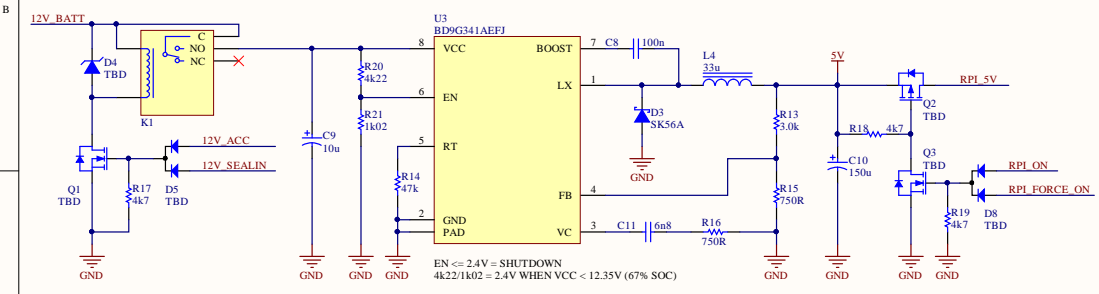 B
12V_BATT
D4
TBD
C
NO
NC
K1
U3
BD9G341AEFJ
8
VCC
BOOST
7
6
EN
LX
1
5
RT
FB
4
2
GND
PAD
VC
3
R20
4k22
R21
1k02
C9
10u
R14
47k
C8
100n
L4
33u
D3
SK56A
GND
R13
3.0k
R15
750R
C11
6n8
R16
750R
5V
R18
4k7
C10
150u
Q2
TBD
RPI_5V
Q3
TBD
RPI_ON
RPI_FORCE_ON
D8
TBD
R19
4k7
12V_ACC
12V_SEALIN
Q1
TBD
R17
4k7
D5
TBD
GND
GND
GND
GND
GND
GND
GND
GND
EN <= 2.4V = SHUTDOWN
4k22/1k02 = 2.4V WHEN VCC < 12.35V (67% SOC)